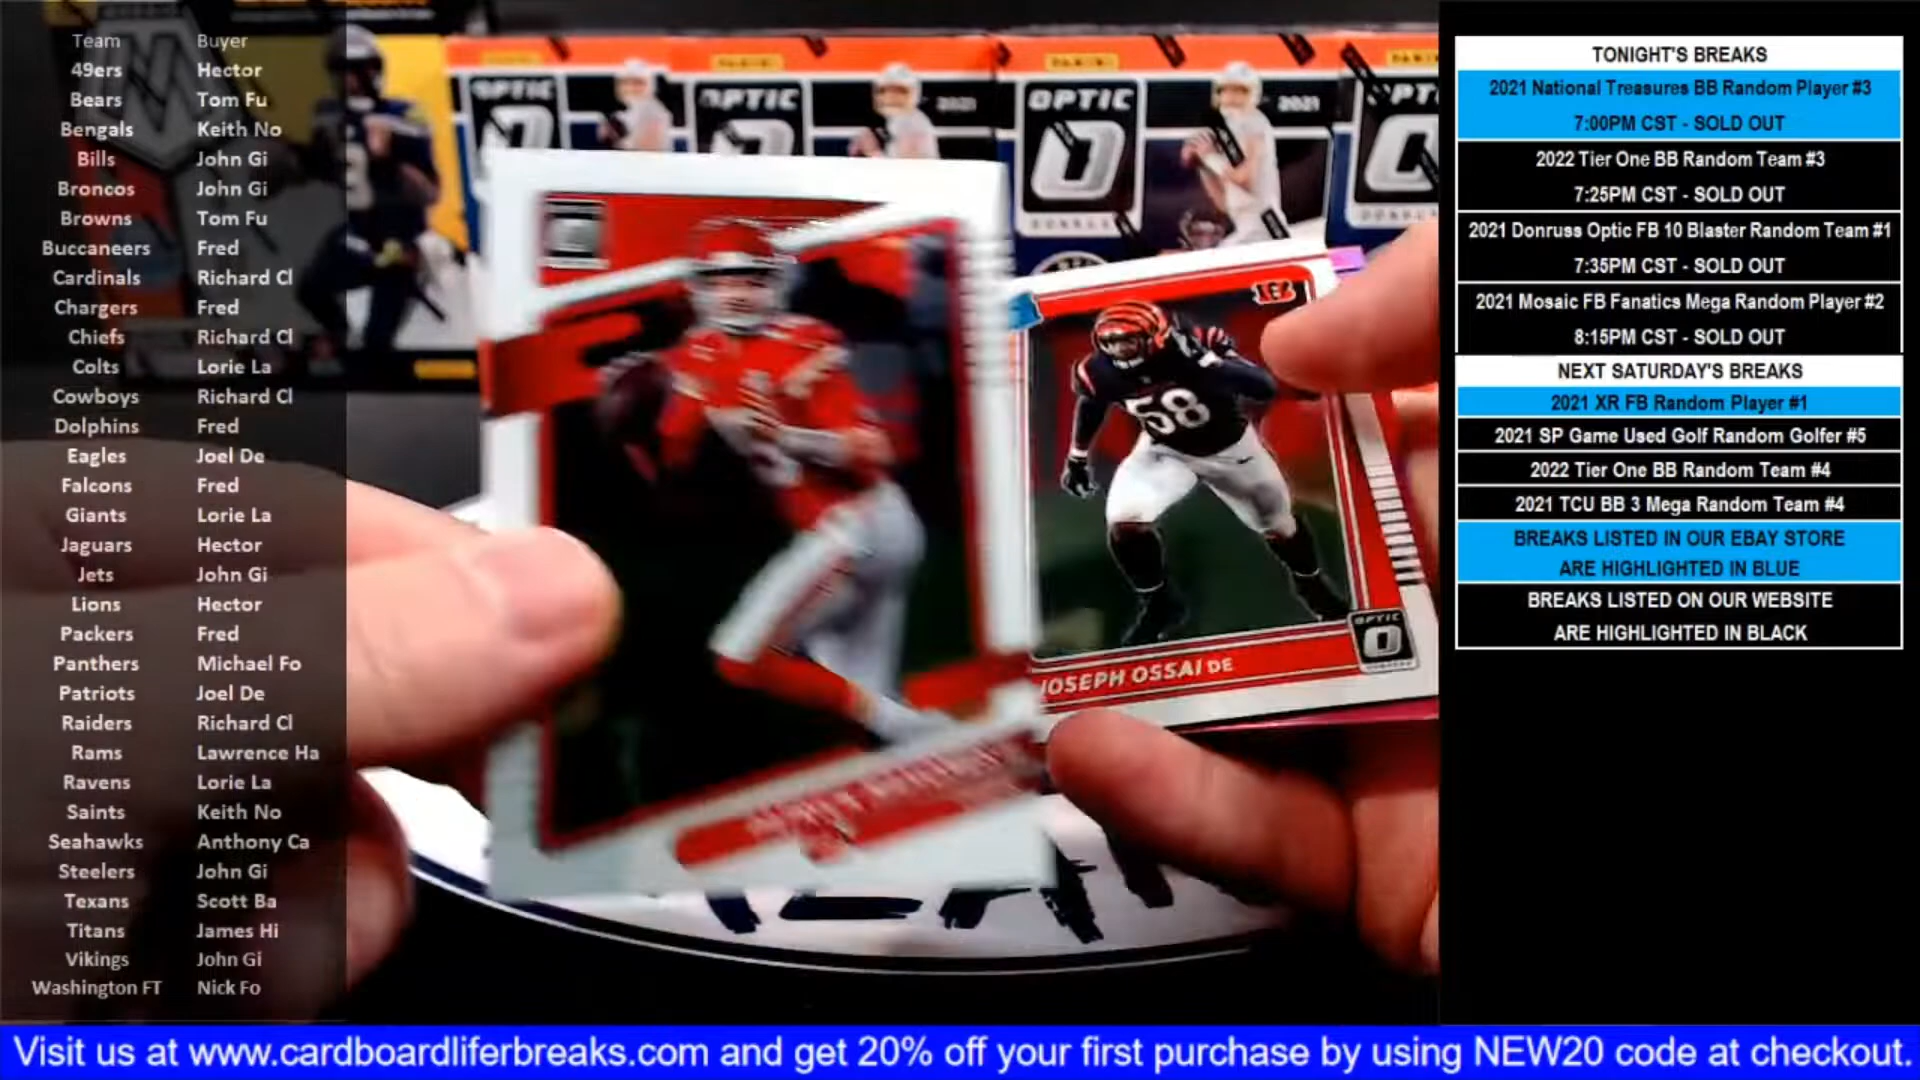 Team Buyer
49ers Hector
Bears Tom Fu
Bengals Keith No
Bills John Gi
Broncos John Gi
Browns Tom Fu
Buccaneers Fred
Cardinals Richard Cl
Chargers Fred
Chiefs Richard Cl
Colts Lorie La
Cowboys Richard Cl
Dolphins Fred
Eagles Joel De
Falcons Fred
Giants Lorie La
Jaguars Hector
Jets John Gi
Lions Hector
Packers Fred
Panthers Michael Fo
Patriots Joel De
Raiders Richard Cl
Rams Lawrence Ha
Ravens Lorie La
Saints Keith No
Seahawks Anthony Ca
Steelers John Gi
Texans Scott Ba
Titans James Hi
Vikings John Gi
Washington FT Nick Fo
PANINI
OPTIC
PANINI
OPTIC
2021
PANINI
OPTIC
2021
DONRUSS
58
OPTIC
JOSEPH OSSAI DE
TONIGHT'S BREAKS
2021 National Treasures BB Random Player #3
7:00PM CST - SOLD OUT
2022 Tier One BB Random Team #3
7:25PM CST - SOLD OUT
2021 Donruss Optic FB 10 Blaster Random Team #1
7:35PM CST - SOLD OUT
2021 Mosaic FB Fanatics Mega Random Player #2
8:15PM CST - SOLD OUT
NEXT SATURDAY'S BREAKS
2021 XR FB Random Player #1
2021 SP Game Used Golf Random Golfer #5
2022 Tier One BB Random Team #4
2021 TCU BB 3 Mega Random Team #4
BREAKS LISTED IN OUR EBAY STORE
ARE HIGHLIGHTED IN BLUE
BREAKS LISTED ON OUR WEBSITE
ARE HIGHLIGHTED IN BLACK
Visit us at www.cardboardliferbreaks.com and get 20% off your first purchase by using NEW20 code at checkout.